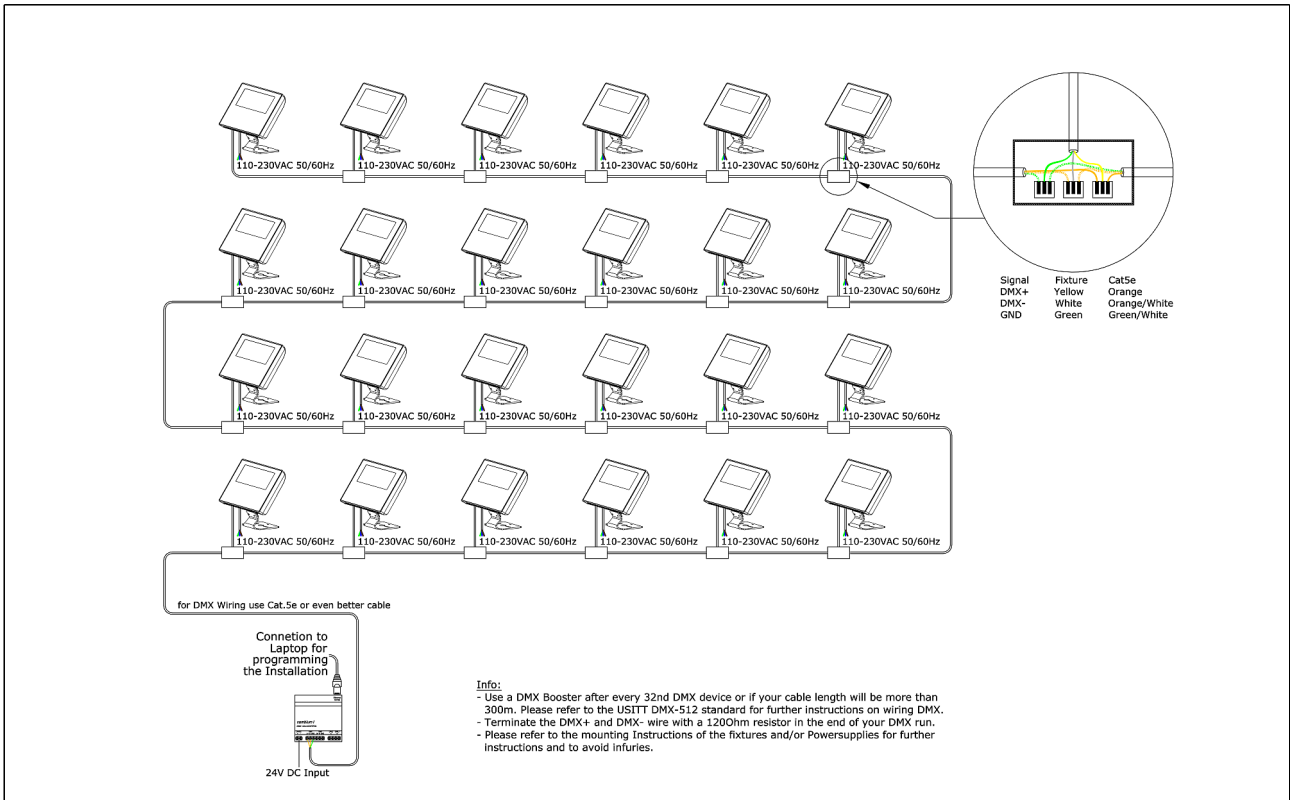 110-230VAC 50/60Hz 110-230VAC 50/60Hz 110-230VAC 50/60Hz 110-230VAC 50/60Hz 110-230VAC 50/60Hz 110-230VAC 50/60Hz
Signal Fixture Cat5e
DMX+ Yellow Orange
DMX- White Orange/White
GND Green Green/White
110-230VAC 50/60Hz 110-230VAC 50/60Hz 110-230VAC 50/60Hz 110-230VAC 50/60Hz 110-230VAC 50/60Hz 110-230VAC 50/60Hz
110-230VAC 50/60Hz 110-230VAC 50/60Hz 110-230VAC 50/60Hz 110-230VAC 50/60Hz 110-230VAC 50/60Hz 110-230VAC 50/60Hz
110-230VAC 50/60Hz 110-230VAC 50/60Hz 110-230VAC 50/60Hz 110-230VAC 50/60Hz 110-230VAC 50/60Hz 110-230VAC 50/60Hz
for DMX Wiring use Cat.5e or even better cable
Connetion to
Laptop for
programming
the Installation
24V DC Input
Info:
- Use a DMX Booster after every 32nd DMX device or if your cable length will be more than
300m. Please refer to the USITT DMX-512 standard for further instructions on wiring DMX.
- Terminate the DMX+ and DMX- wire with a 120Ohm resistor in the end of your DMX run.
- Please refer to the mounting Instructions of the fixtures and/or Powersupplies for further
instructions and to avoid infuries.